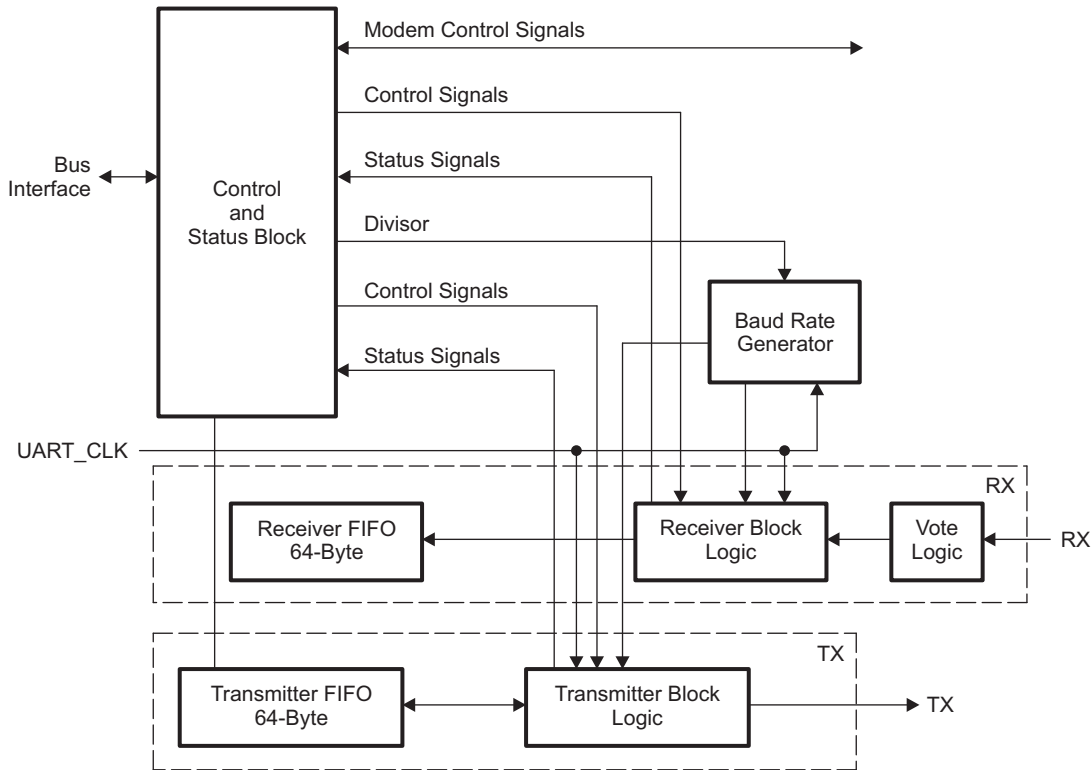 Modem Control Signals
Control Signals
Bus
Interface
Control
and
Status Block
Status Signals
Divisor
Control Signals
Status Signals
Baud Rate
Generator
UART_CLK
RX
Receiver FIFO
64-Byte
Receiver Block
Logic
Vote
Logic
RX
TX
Transmitter FIFO
64-Byte
Transmitter Block
Logic
TX